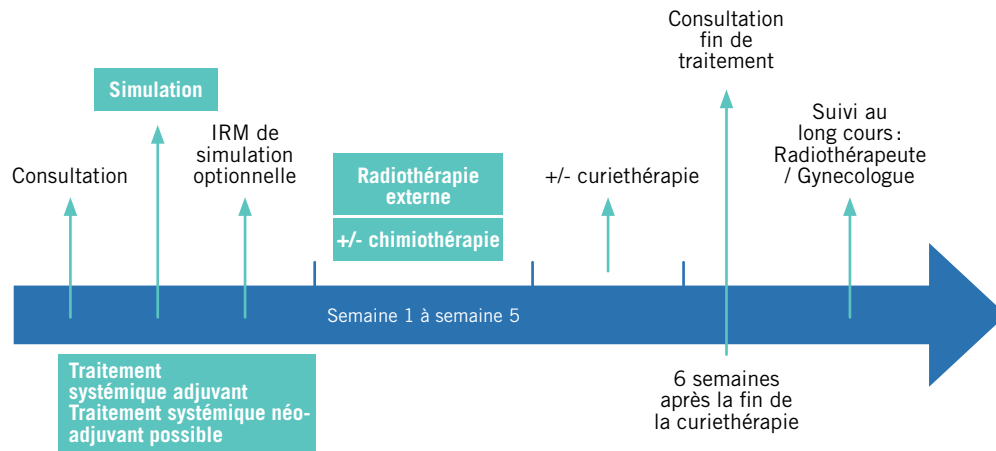 Consultation
Simulation
IRM de
simulation
optionnelle
Radiothérapie
externe
+/- chimiothérapie
+/- curiethérapie
Consultation
fin de
traitement
Suivi au
long cours :
Radiothérapeute
/ Gynecologue
Semaine 1 à semaine 5
Traitement
systémique adjuvant
Traitement systémique néo-
adjuvant possible
6 semaines
après la fin de
la curiethérapie